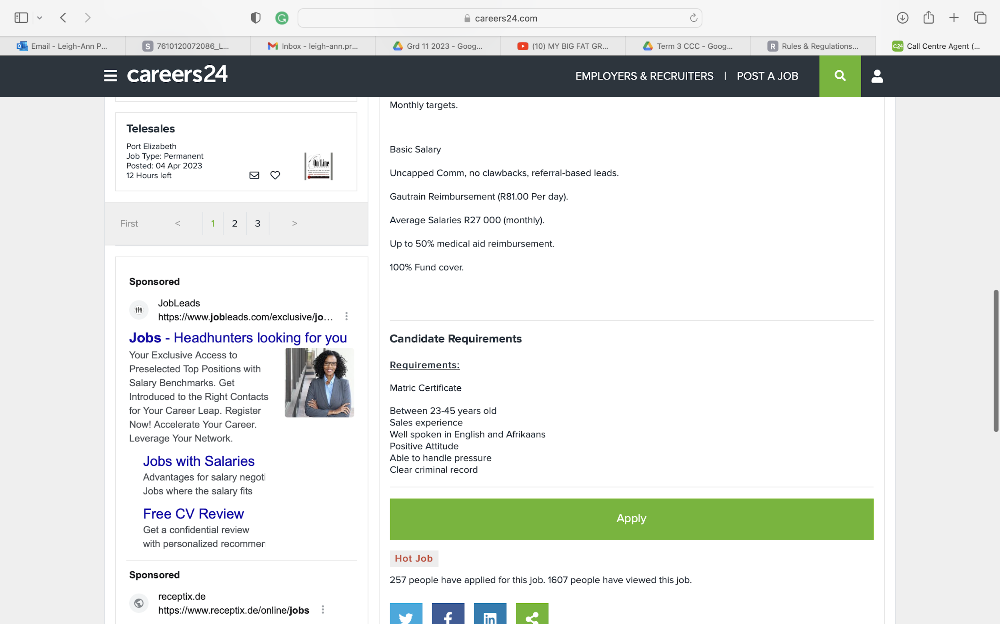 careers24.com
Email - Leigh-Ann P...
S 7610120072086_L...
Inbox - leigh-ann.pr...
Grd 11 2023 - Goog...
(10) MY BIG FAT GR...
Term 3 CCC - Goog...
R Rules & Regulations...
C24 Call Centre Agent (...
careers24
EMPLOYERS & RECRUITERS | POST A JOB
Telesales
Port Elizabeth
Job Type: Permanent
Posted: 04 Apr 2023
12 Hours left
On Line
First < 1 2 3 >
Sponsored
JobLeads
https://www.jobleads.com/exclusive/jo...
Jobs - Headhunters looking for you
Your Exclusive Access to
Preselected Top Positions with
Salary Benchmarks. Get
Introduced to the Right Contacts
for Your Career Leap. Register
Now! Accelerate Your Career.
Leverage Your Network.
Jobs with Salaries
Advantages for salary negoti
Jobs where the salary fits
Free CV Review
Get a confidential review
with personalized recommen
Sponsored
receptix.de
https://www.receptix.de/online/jobs
Monthly targets.
Basic Salary
Uncapped Comm, no clawbacks, referral-based leads.
Gautrain Reimbursement (R81.00 Per day).
Average Salaries R27 000 (monthly).
Up to 50% medical aid reimbursement.
100% Fund cover.
Candidate Requirements
Requirements:
Matric Certificate
Between 23-45 years old
Sales experience
Well spoken in English and Afrikaans
Positive Attitude
Able to handle pressure
Clear criminal record
Apply
Hot Job
257 people have applied for this job. 1607 people have viewed this job.